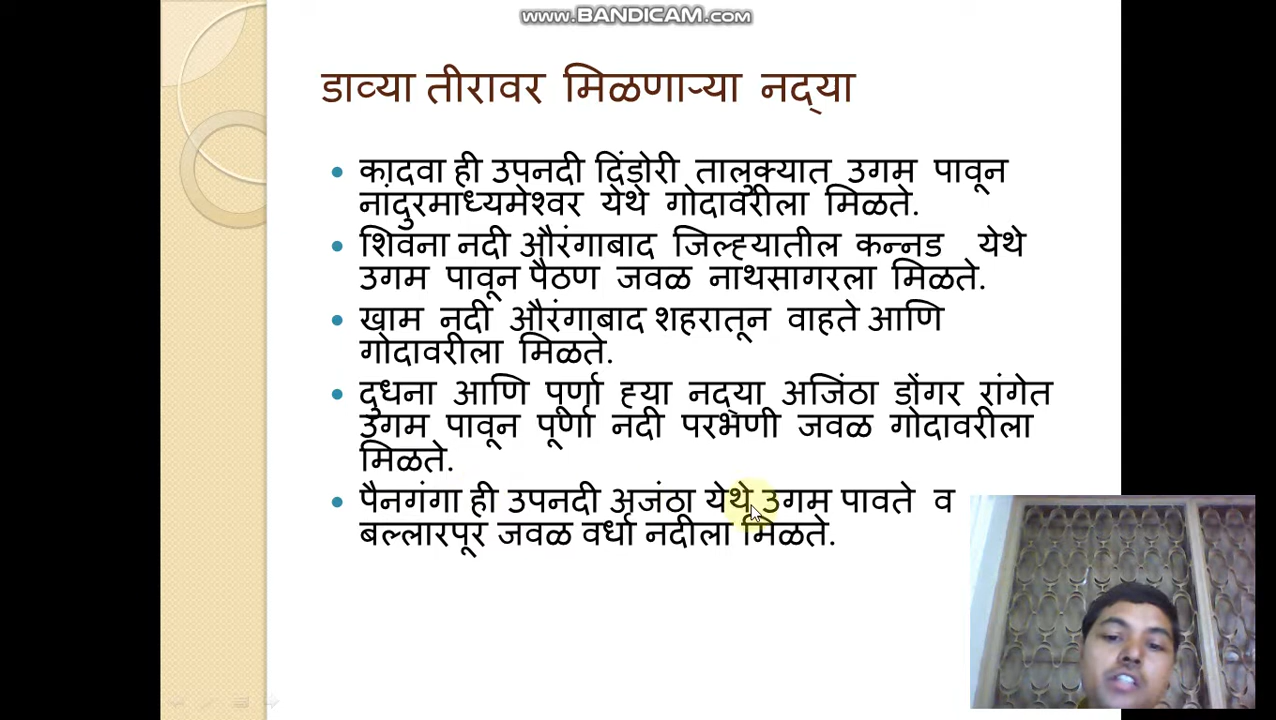 www.BANDICAM.com
डाव्या तीरावर मिळणाऱ्या नद्‌या
कादवा ही उपनदी दिंडोरी तालुक्यात उगम पावून
नांदुरमाध्यमेश्वर येथे गोदावरीला मिळते.
शिवना नदी औरंगाबाद जिल्ह्यातील कन्नड येथे
उगम पावून पैठण जवळ नाथसागरला मिळते.
खाम नदी औरंगाबाद शहरातून वाहते आणि
गोदावरीला मिळते.
दुधना आणि पूर्णा ह्या नद्‌या अजिंठा डोंगर रांगेत
उगम पावून पूर्णा नदी परभणी जवळ गोदावरीला
मिळते.
पैनगंगा ही उपनदी अजंठा येथे उगम पावते व
बल्लारपूर जवळ वर्धा नदीला मिळते.